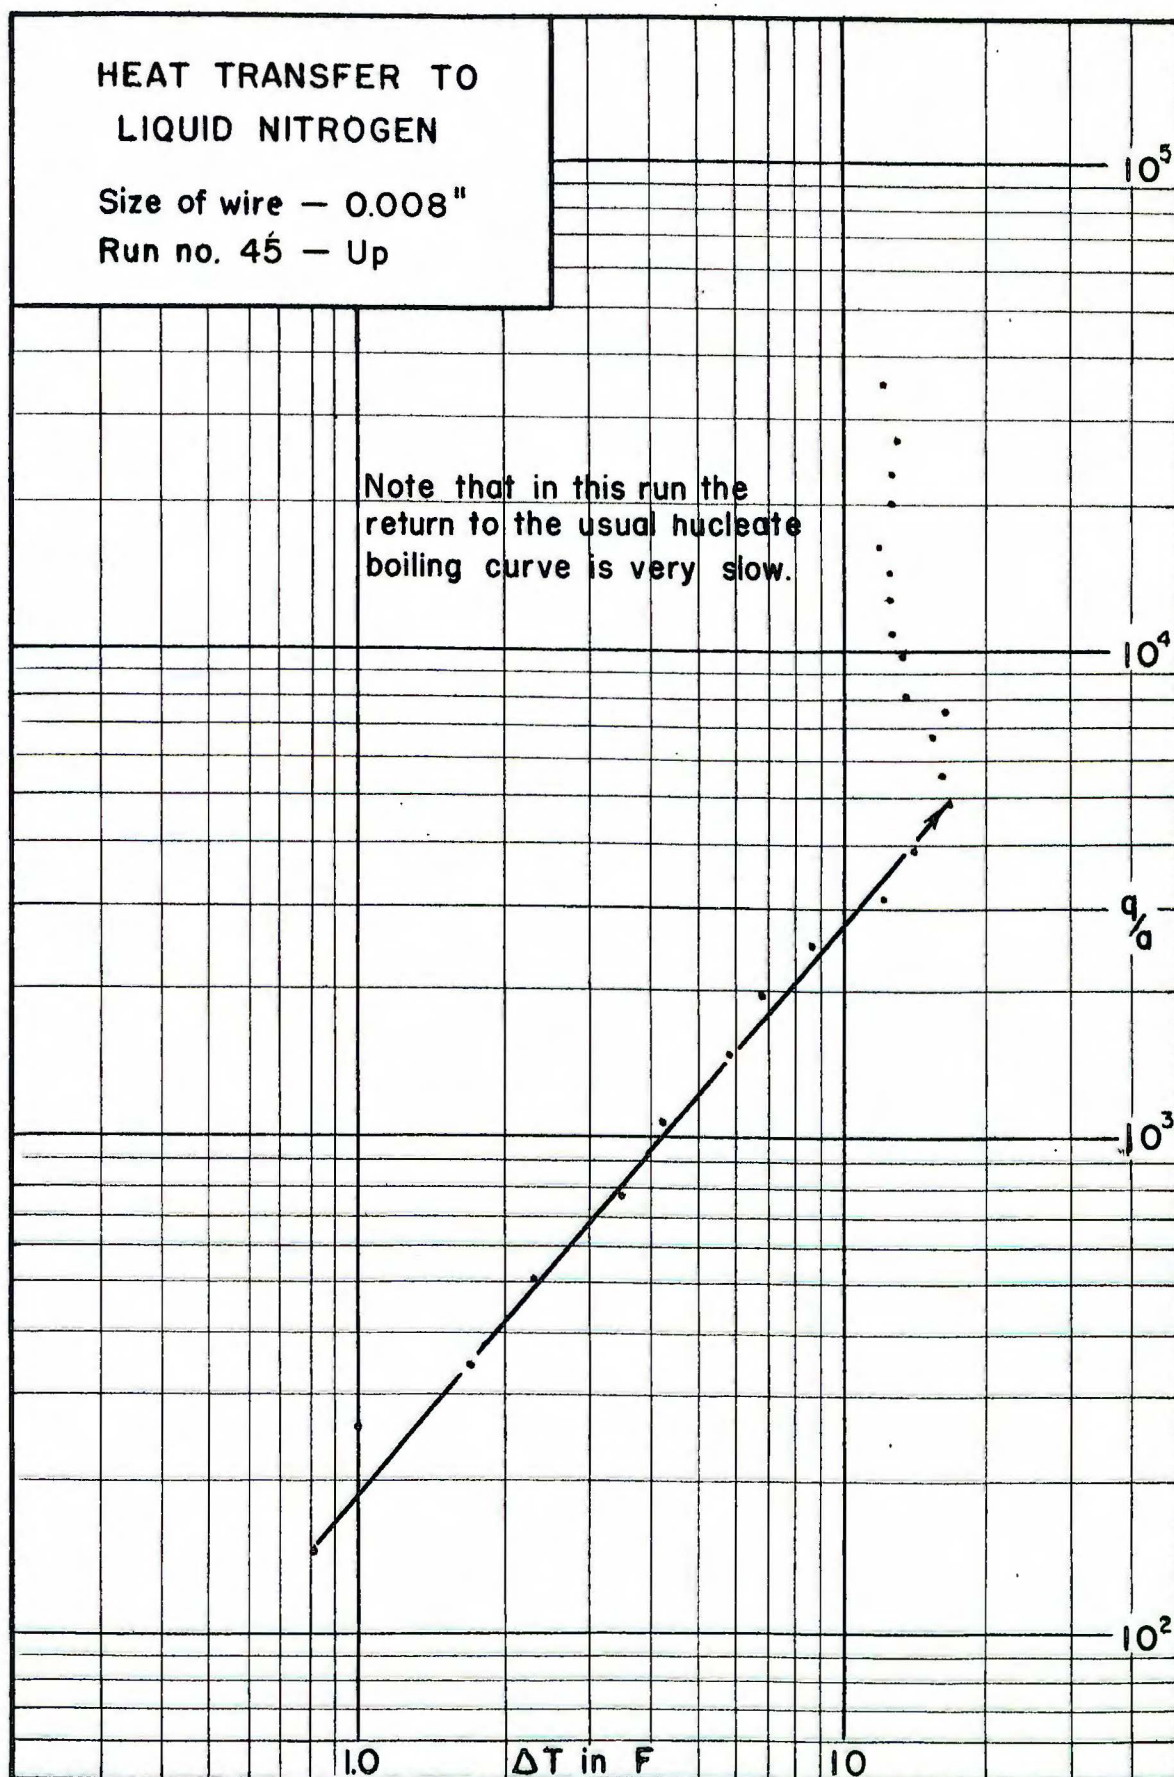 HEAT TRANSFER TO
LIQUID NITROGEN
Size of wire — 0.008"
Run no. 45 — Up
Note that in this run the
return to the usual hucleate
boiling curve is very slow.
10⁵
10⁴
q/a
10³
10²
1.0 ΔT in F 10